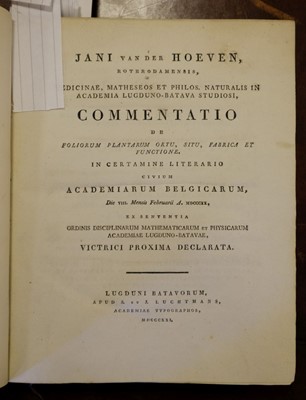 JANI VAN DER HOEVEN,
ROTERODAMENSIS,
MEDICINAE, MATHESEOS ET PHILOS. NATURALIS IN
ACADEMIA LUGDUNO-BATAVA STUDIOSI,
COMMENTATIO
DE
FOLIORUM PLANTARUM ORTU, SITU, FABRICA ET
FUNCTIONE.
IN CERTAMINE LITERARIO
CIVIUM
ACADEMIARUM BELGICARUM,
Die VIII. Mensis Februarii A. MDCCCXX,
EX SENTENTIA
ORDINIS DISCIPLINARUM MATHEMATICARUM ET PHYSICARUM
ACADEMIAE LUGDUNO-BATAVAE,
VICTRICI PROXIMA DECLARATA.
LUGDUNI BATAVORUM,
APUD S. ET J. LUCHTMANS,
ACADEMIAE TYPOGRAPHOS,
MDCCCXXI.